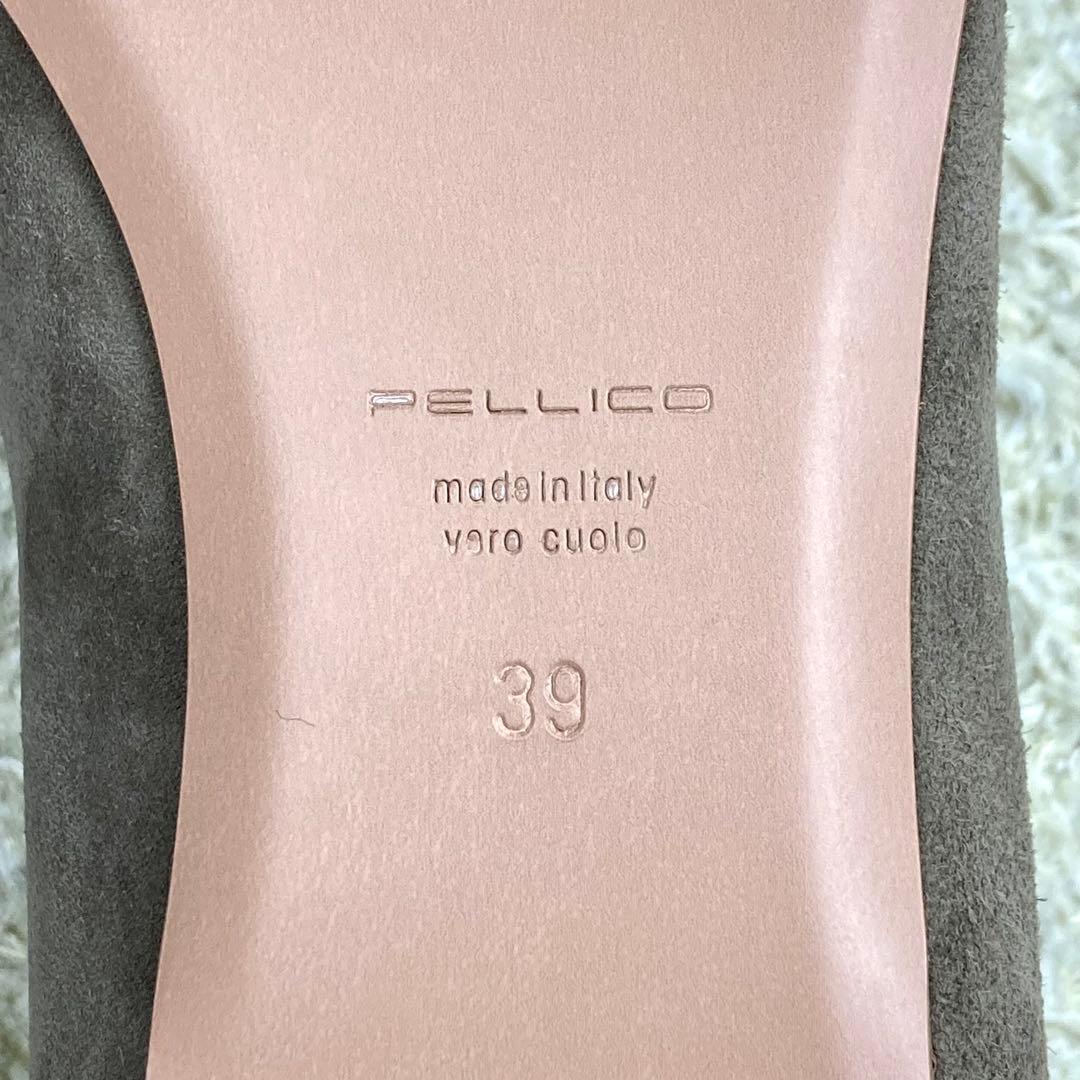 PELLICO
made in Italy
vero cuoio
39